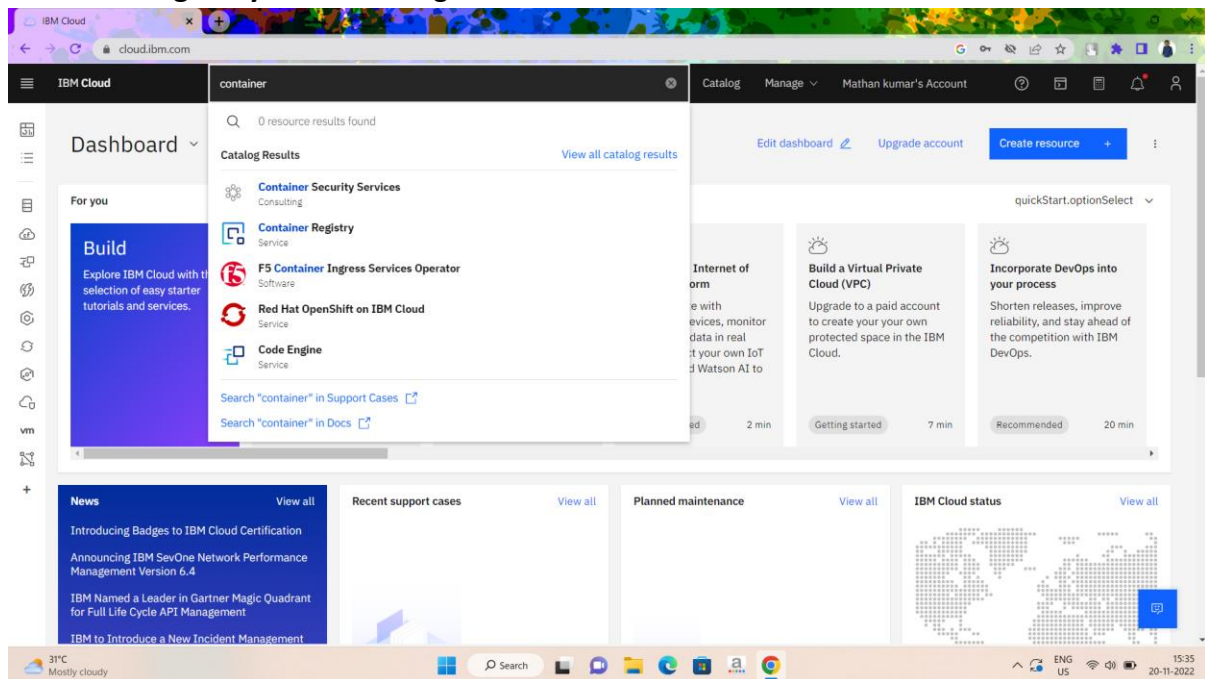 IBM Cloud
cloud.ibm.com
IBM Cloud
container
Catalog
Manage
Mathan kumar's Account
0 resource results found
Dashboard
Catalog Results
View all catalog results
Edit dashboard
Upgrade account
Create resource +
Container Security Services
Consulting
For you
quickStart.optionSelect
Container Registry
Service
Build
Explore IBM Cloud with
selection of easy starter
tutorials and services.
F5 Container Ingress Services Operator
Software
Red Hat OpenShift on IBM Cloud
Service
Code Engine
Service
Search "container" in Support Cases
Search "container" in Docs
Internet of
with
monitor
data in real
your own IoT
Watson AI to
2 min
Build a Virtual Private
Cloud (VPC)
Upgrade to a paid account
to create your your own
protected space in the IBM
Cloud.
Getting started
7 min
Incorporate DevOps into
your process
Shorten releases, improve
reliability, and stay ahead of
the competition with IBM
DevOps.
Recommended
20 min
vm
News
View all
Introducing Badges to IBM Cloud Certification
Announcing IBM SevOne Network Performance
Management Version 6.4
IBM Named a Leader in Gartner Magic Quadrant
for Full Life Cycle API Management
IBM to Introduce a New Incident Management
Recent support cases
View all
Planned maintenance
View all
IBM Cloud status
View all
31°C
Mostly cloudy
Search
ENG
US
15:35
20-11-2022